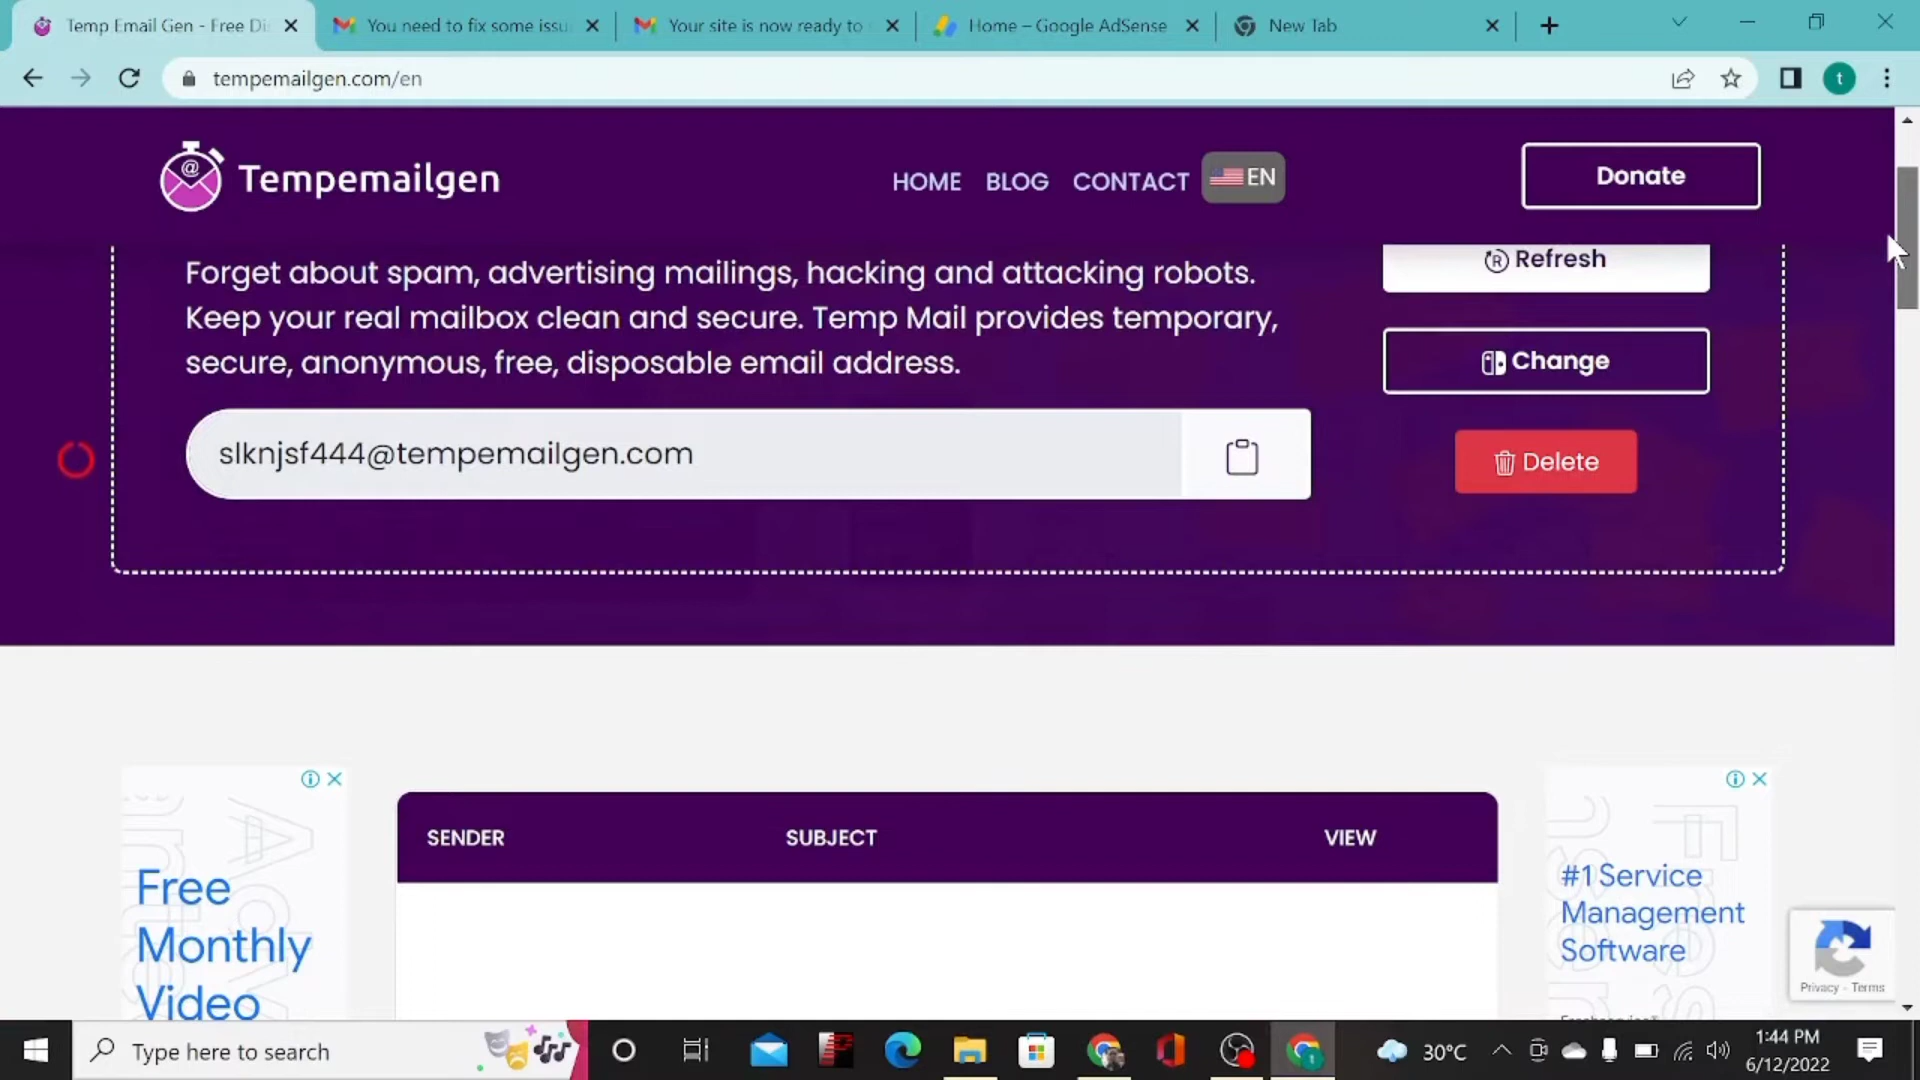 Temp Email Gen - Free Di
You need to fix some issu
Your site is now ready to
Home – Google AdSense
New Tab
tempemailgen.com/en
t
Tempemailgen
HOME
BLOG
CONTACT
EN
Donate
Forget about spam, advertising mailings, hacking and attacking robots.
Keep your real mailbox clean and secure. Temp Mail provides temporary,
secure, anonymous, free, disposable email address.
Refresh
Change
slknjsf444@tempemailgen.com
Delete
SENDER
SUBJECT
VIEW
Free
Monthly
Video
#1 Service
Management
Software
Privacy - Terms
Type here to search
30°C
1:44 PM
6/12/2022